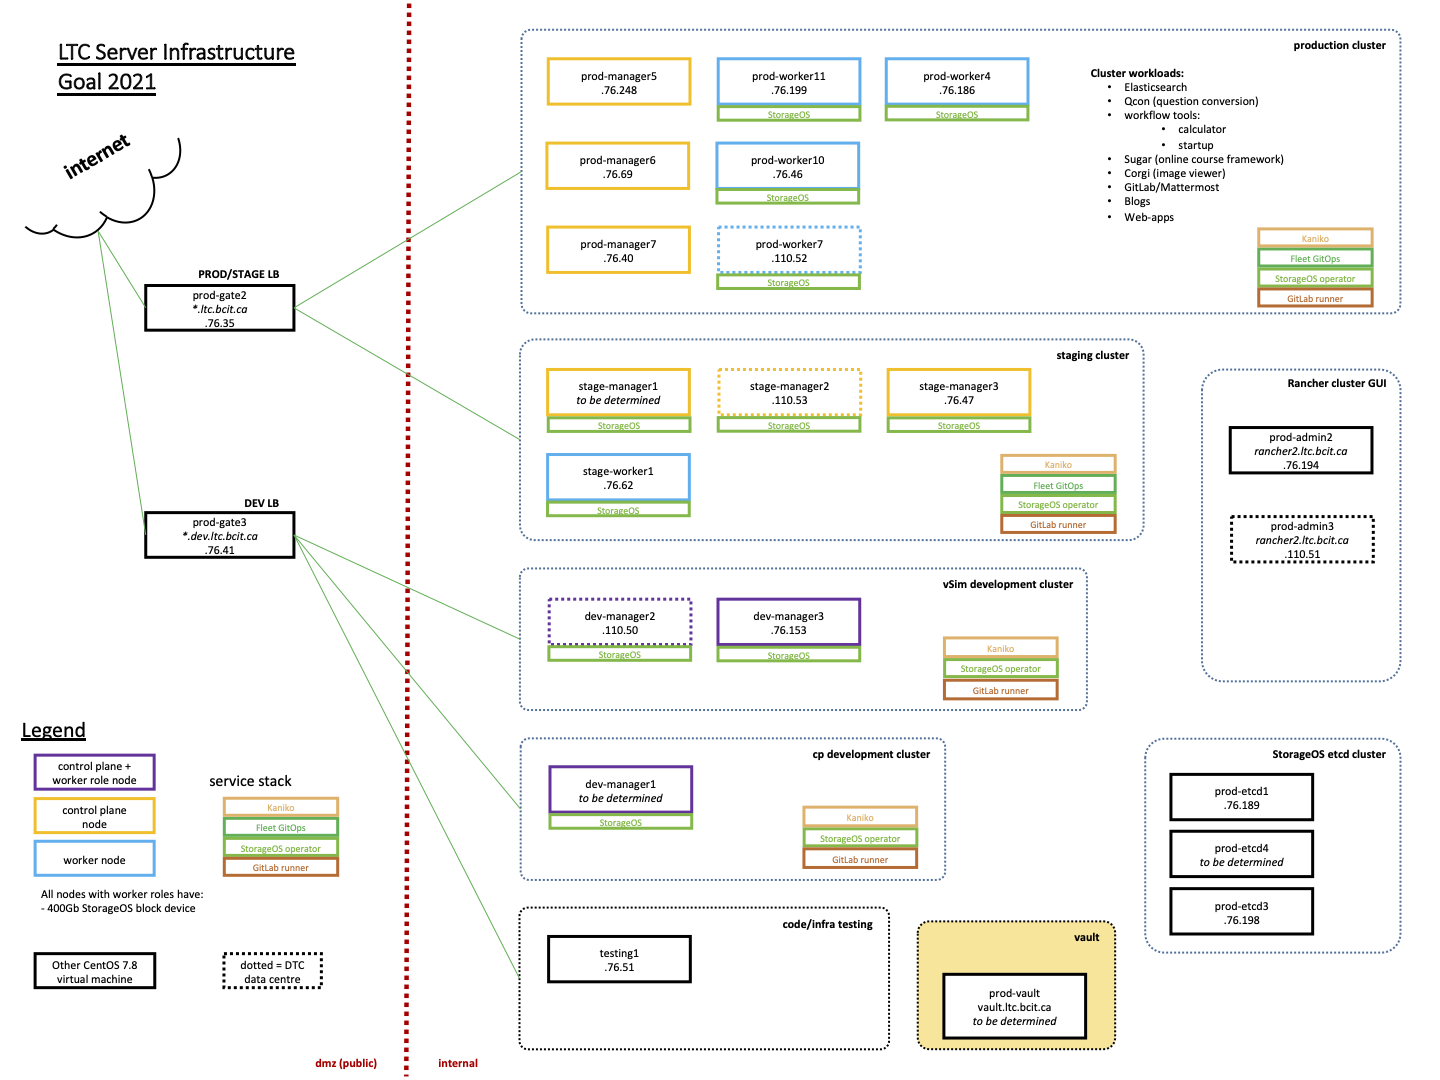 LTC Server Infrastructure
Goal 2021
internet
PROD/STAGE LB
prod-gate2
*.ltc.bcit.ca
.76.35
DEV LB
prod-gate3
*.dev.ltc.bcit.ca
.76.41
production cluster
prod-manager5
.76.248
prod-worker11
.76.199
StorageOS
prod-worker4
.76.186
StorageOS
prod-manager6
.76.69
prod-worker10
.76.46
StorageOS
prod-manager7
.76.40
prod-worker7
.110.52
StorageOS
Cluster workloads:
• Elasticsearch
• Qcon (question conversion)
• workflow tools:
• calculator
• startup
• Sugar (online course framework)
• Corgi (image viewer)
• GitLab/Mattermost
• Blogs
• Web-apps
Kaniko
Fleet GitOps
StorageOS operator
GitLab runner
staging cluster
stage-manager1
to be determined
StorageOS
stage-manager2
.110.53
StorageOS
stage-manager3
.76.47
StorageOS
stage-worker1
.76.62
StorageOS
Kaniko
Fleet GitOps
StorageOS operator
GitLab runner
Rancher cluster GUI
prod-admin2
rancher2.ltc.bcit.ca
.76.194
prod-admin3
rancher2.ltc.bcit.ca
.110.51
vSim development cluster
dev-manager2
.110.50
StorageOS
dev-manager3
.76.153
StorageOS
Kaniko
StorageOS operator
GitLab runner
cp development cluster
dev-manager1
to be determined
StorageOS
Kaniko
StorageOS operator
GitLab runner
StorageOS etcd cluster
prod-etcd1
.76.189
prod-etcd4
to be determined
prod-etcd3
.76.198
code/infra testing
testing1
.76.51
vault
prod-vault
vault.ltc.bcit.ca
to be determined
Legend
control plane +
worker role node
control plane
node
worker node
service stack
Kaniko
Fleet GitOps
StorageOS operator
GitLab runner
All nodes with worker roles have:
- 400Gb StorageOS block device
Other CentOS 7.8
virtual machine
dotted = DTC
data centre
dmz (public)
internal